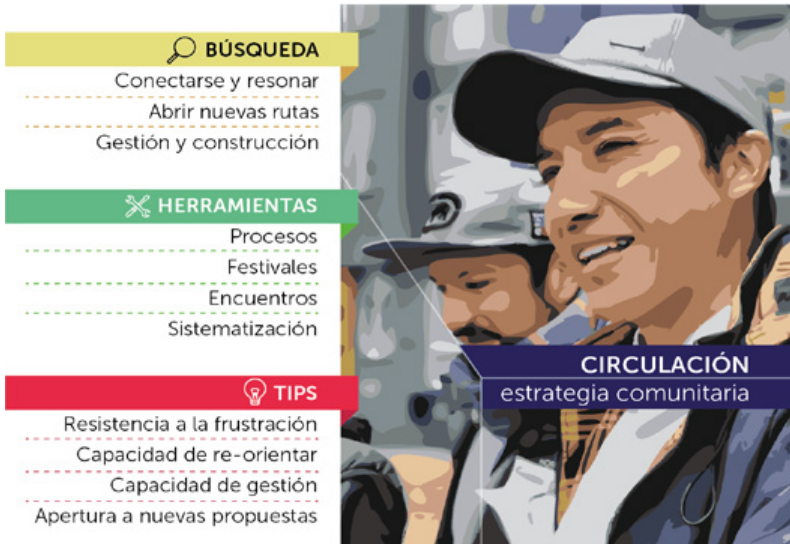 BÚSQUEDA
Conectarse y resonar
Abrir nuevas rutas
Gestión y construcción
HERRAMIENTAS
Procesos
Festivales
Encuentros
Sistematización
TIPS
Resistencia a la frustración
Capacidad de re-orientar
Capacidad de gestión
Apertura a nuevas propuestas
CIRCULACIÓN
estrategia comunitaria